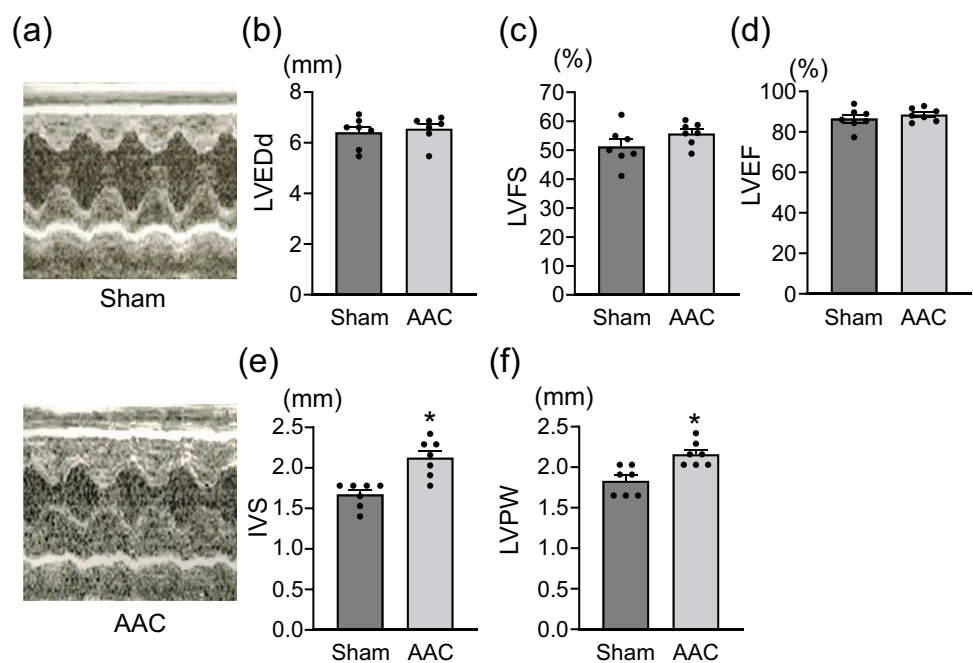 (a)
Sham
AAC
(b)
(mm)
LVEDd
8
6
4
2
0
Sham AAC
(c)
(%)
LVFS
70
60
50
40
30
20
10
0
Sham AAC
(d)
(%)
LVEF
100
80
60
40
20
0
Sham AAC
(e)
(mm)
IVS
2.5
2.0
1.5
1.0
0.5
0.0
*
Sham AAC
(f)
(mm)
LVPW
2.5
2.0
1.5
1.0
0.5
0.0
*
Sham AAC